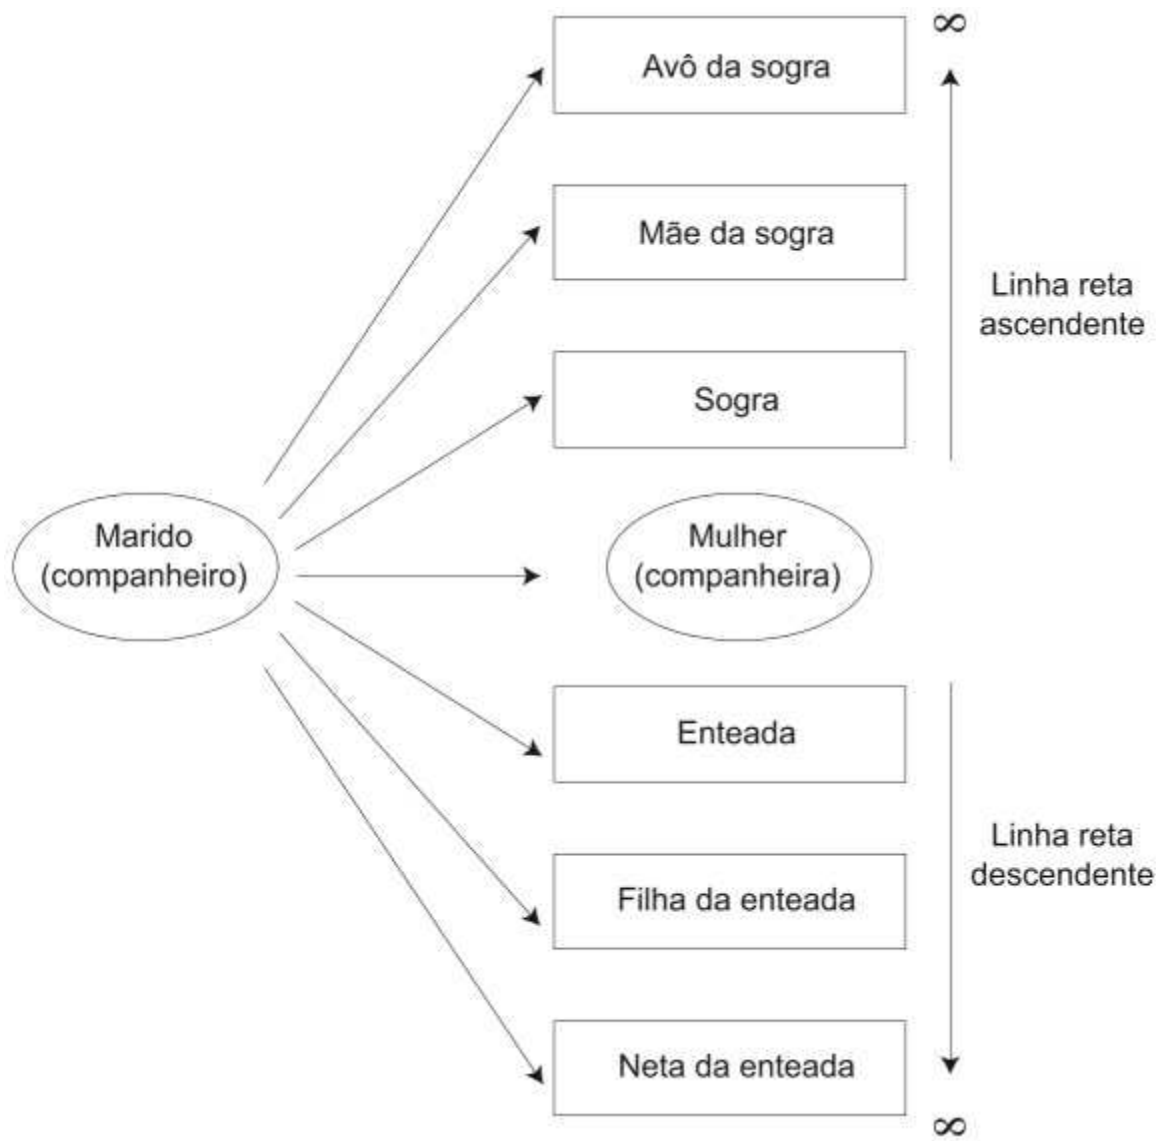 ∞
Avô da sogra
Mãe da sogra
Linha reta
ascendente
Sogra
Marido
(companheiro)
Mulher
(companheira)
Enteada
Linha reta
descendente
Filha da enteada
Neta da enteada
∞